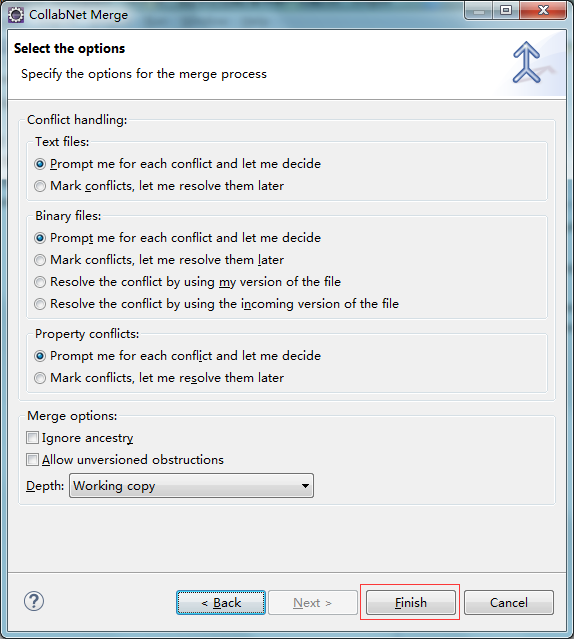 CollabNet Merge
Select the options
Specify the options for the merge process
Conflict handling:
Text files:
Prompt me for each conflict and let me decide
Mark conflicts, let me resolve them later
Binary files:
Prompt me for each conflict and let me decide
Mark conflicts, let me resolve them later
Resolve the conflict by using my version of the file
Resolve the conflict by using the incoming version of the file
Property conflicts:
Prompt me for each conflict and let me decide
Mark conflicts, let me resolve them later
Merge options:
Ignore ancestry
Allow unversioned obstructions
Depth: Working copy
? < Back Next > Finish Cancel